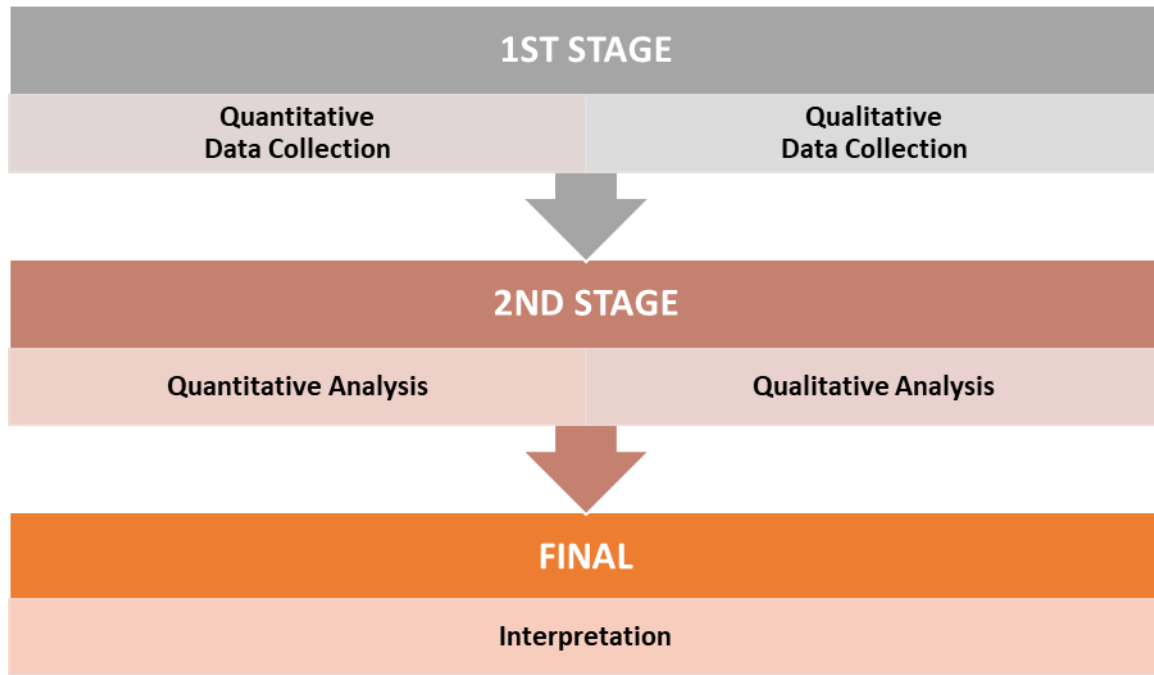 1ST STAGE
Quantitative
Data Collection
Qualitative
Data Collection
2ND STAGE
Quantitative Analysis
Qualitative Analysis
FINAL
Interpretation